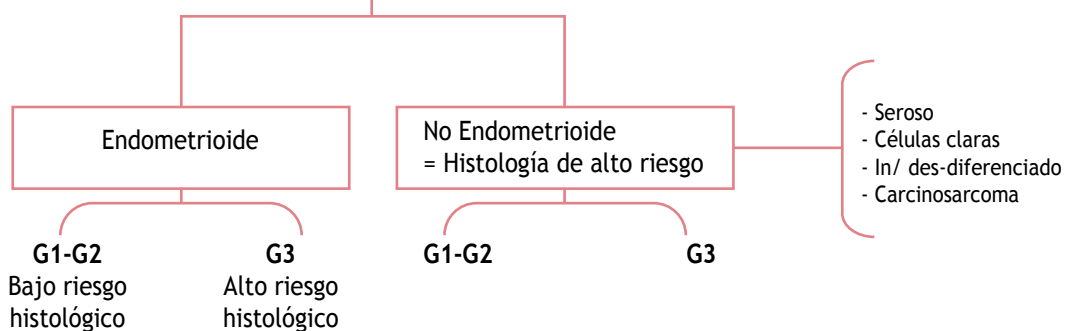 Endometrioide
No Endometrioide
= Histología de alto riesgo
- Seroso
- Células claras
- In/ des-diferenciado
- Carcinosarcoma
G1-G2
Bajo riesgo
histológico
G3
Alto riesgo
histológico
G1-G2
G3